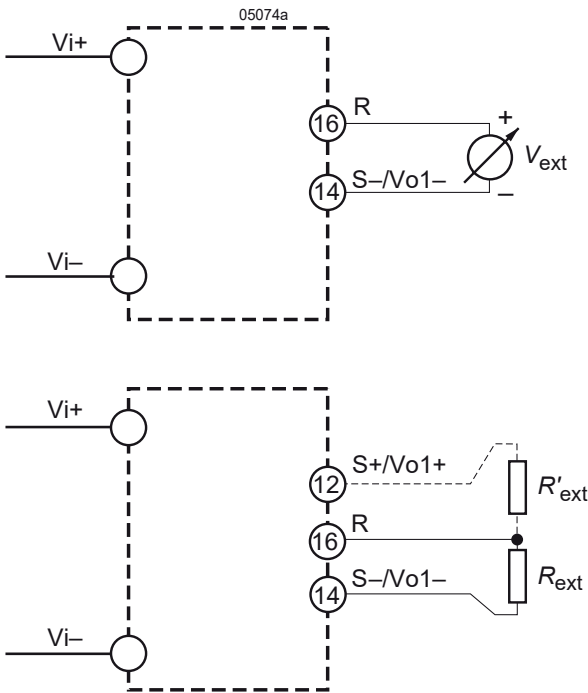 05074a
Vi+
16 R
+
Vext
14 S–/Vo1–
–
Vi–
Vi+
12 S+/Vo1+
R'ext
16 R
14 S–/Vo1–
Rext
Vi–